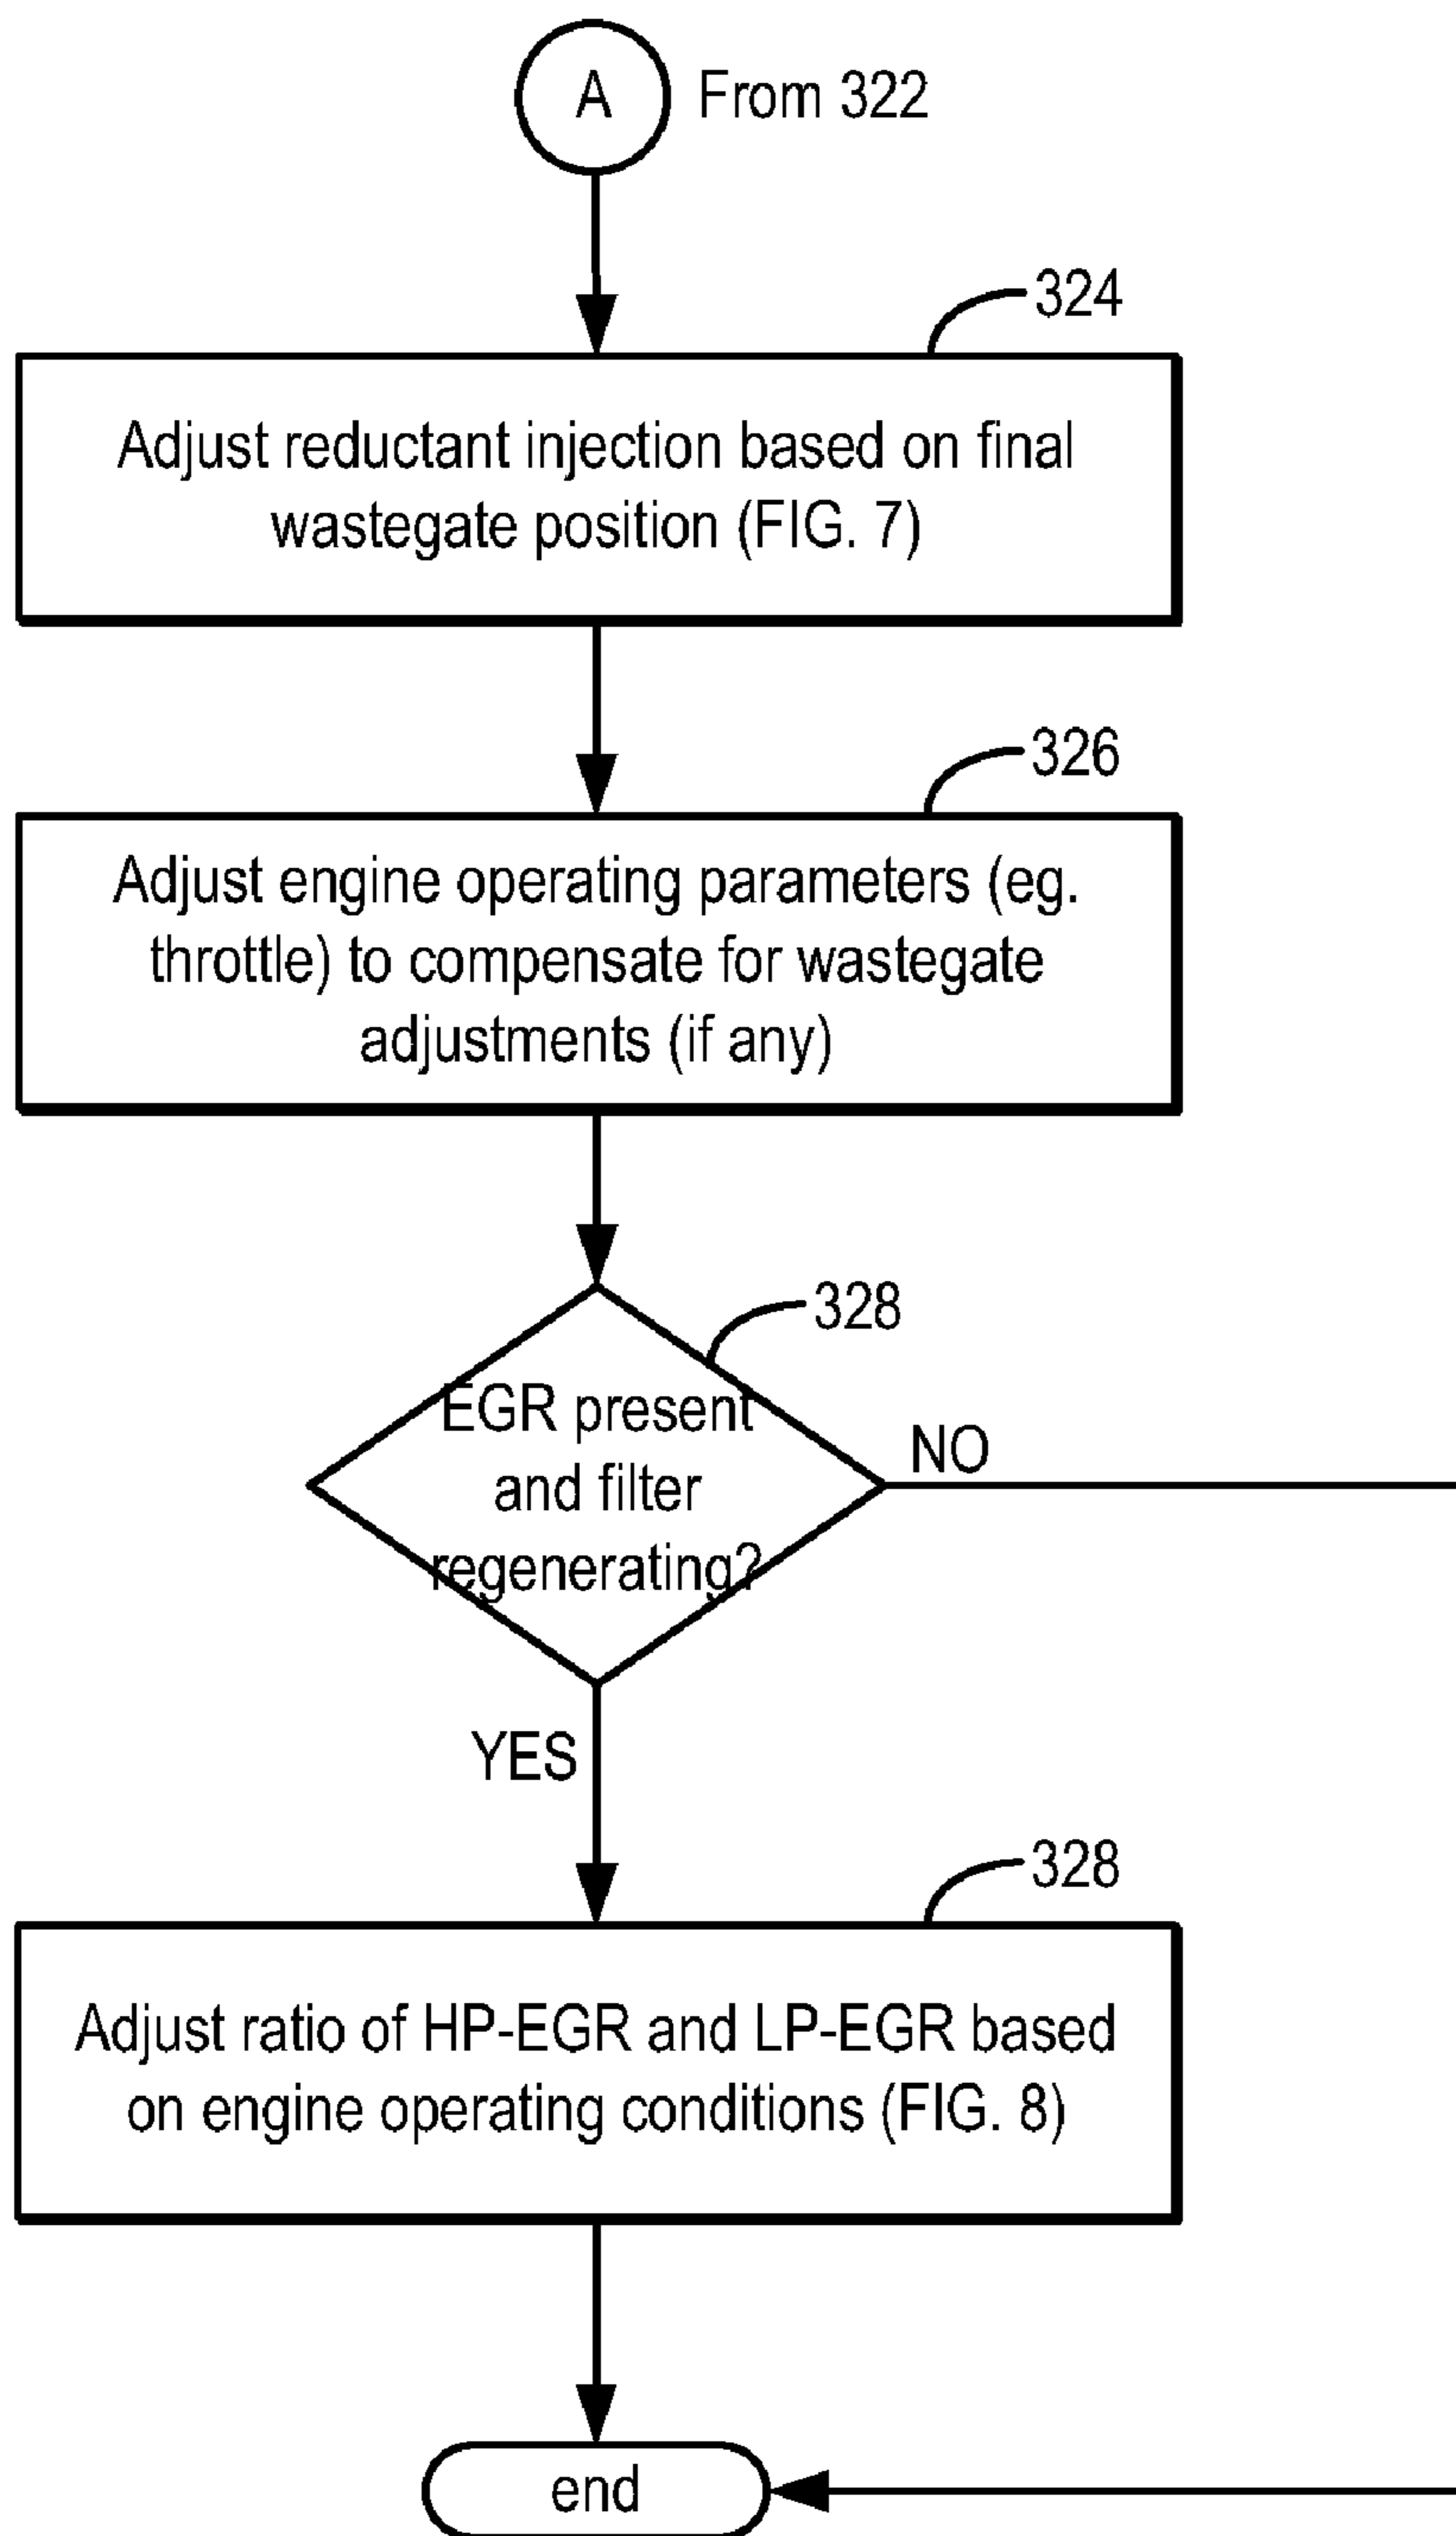 A
From 322
324
Adjust reductant injection based on final
wastegate position (FIG. 7)
326
Adjust engine operating parameters (eg.
throttle) to compensate for wastegate
adjustments (if any)
328
EGR present
and filter
regenerating?
NO
YES
328
Adjust ratio of HP-EGR and LP-EGR based
on engine operating conditions (FIG. 8)
end